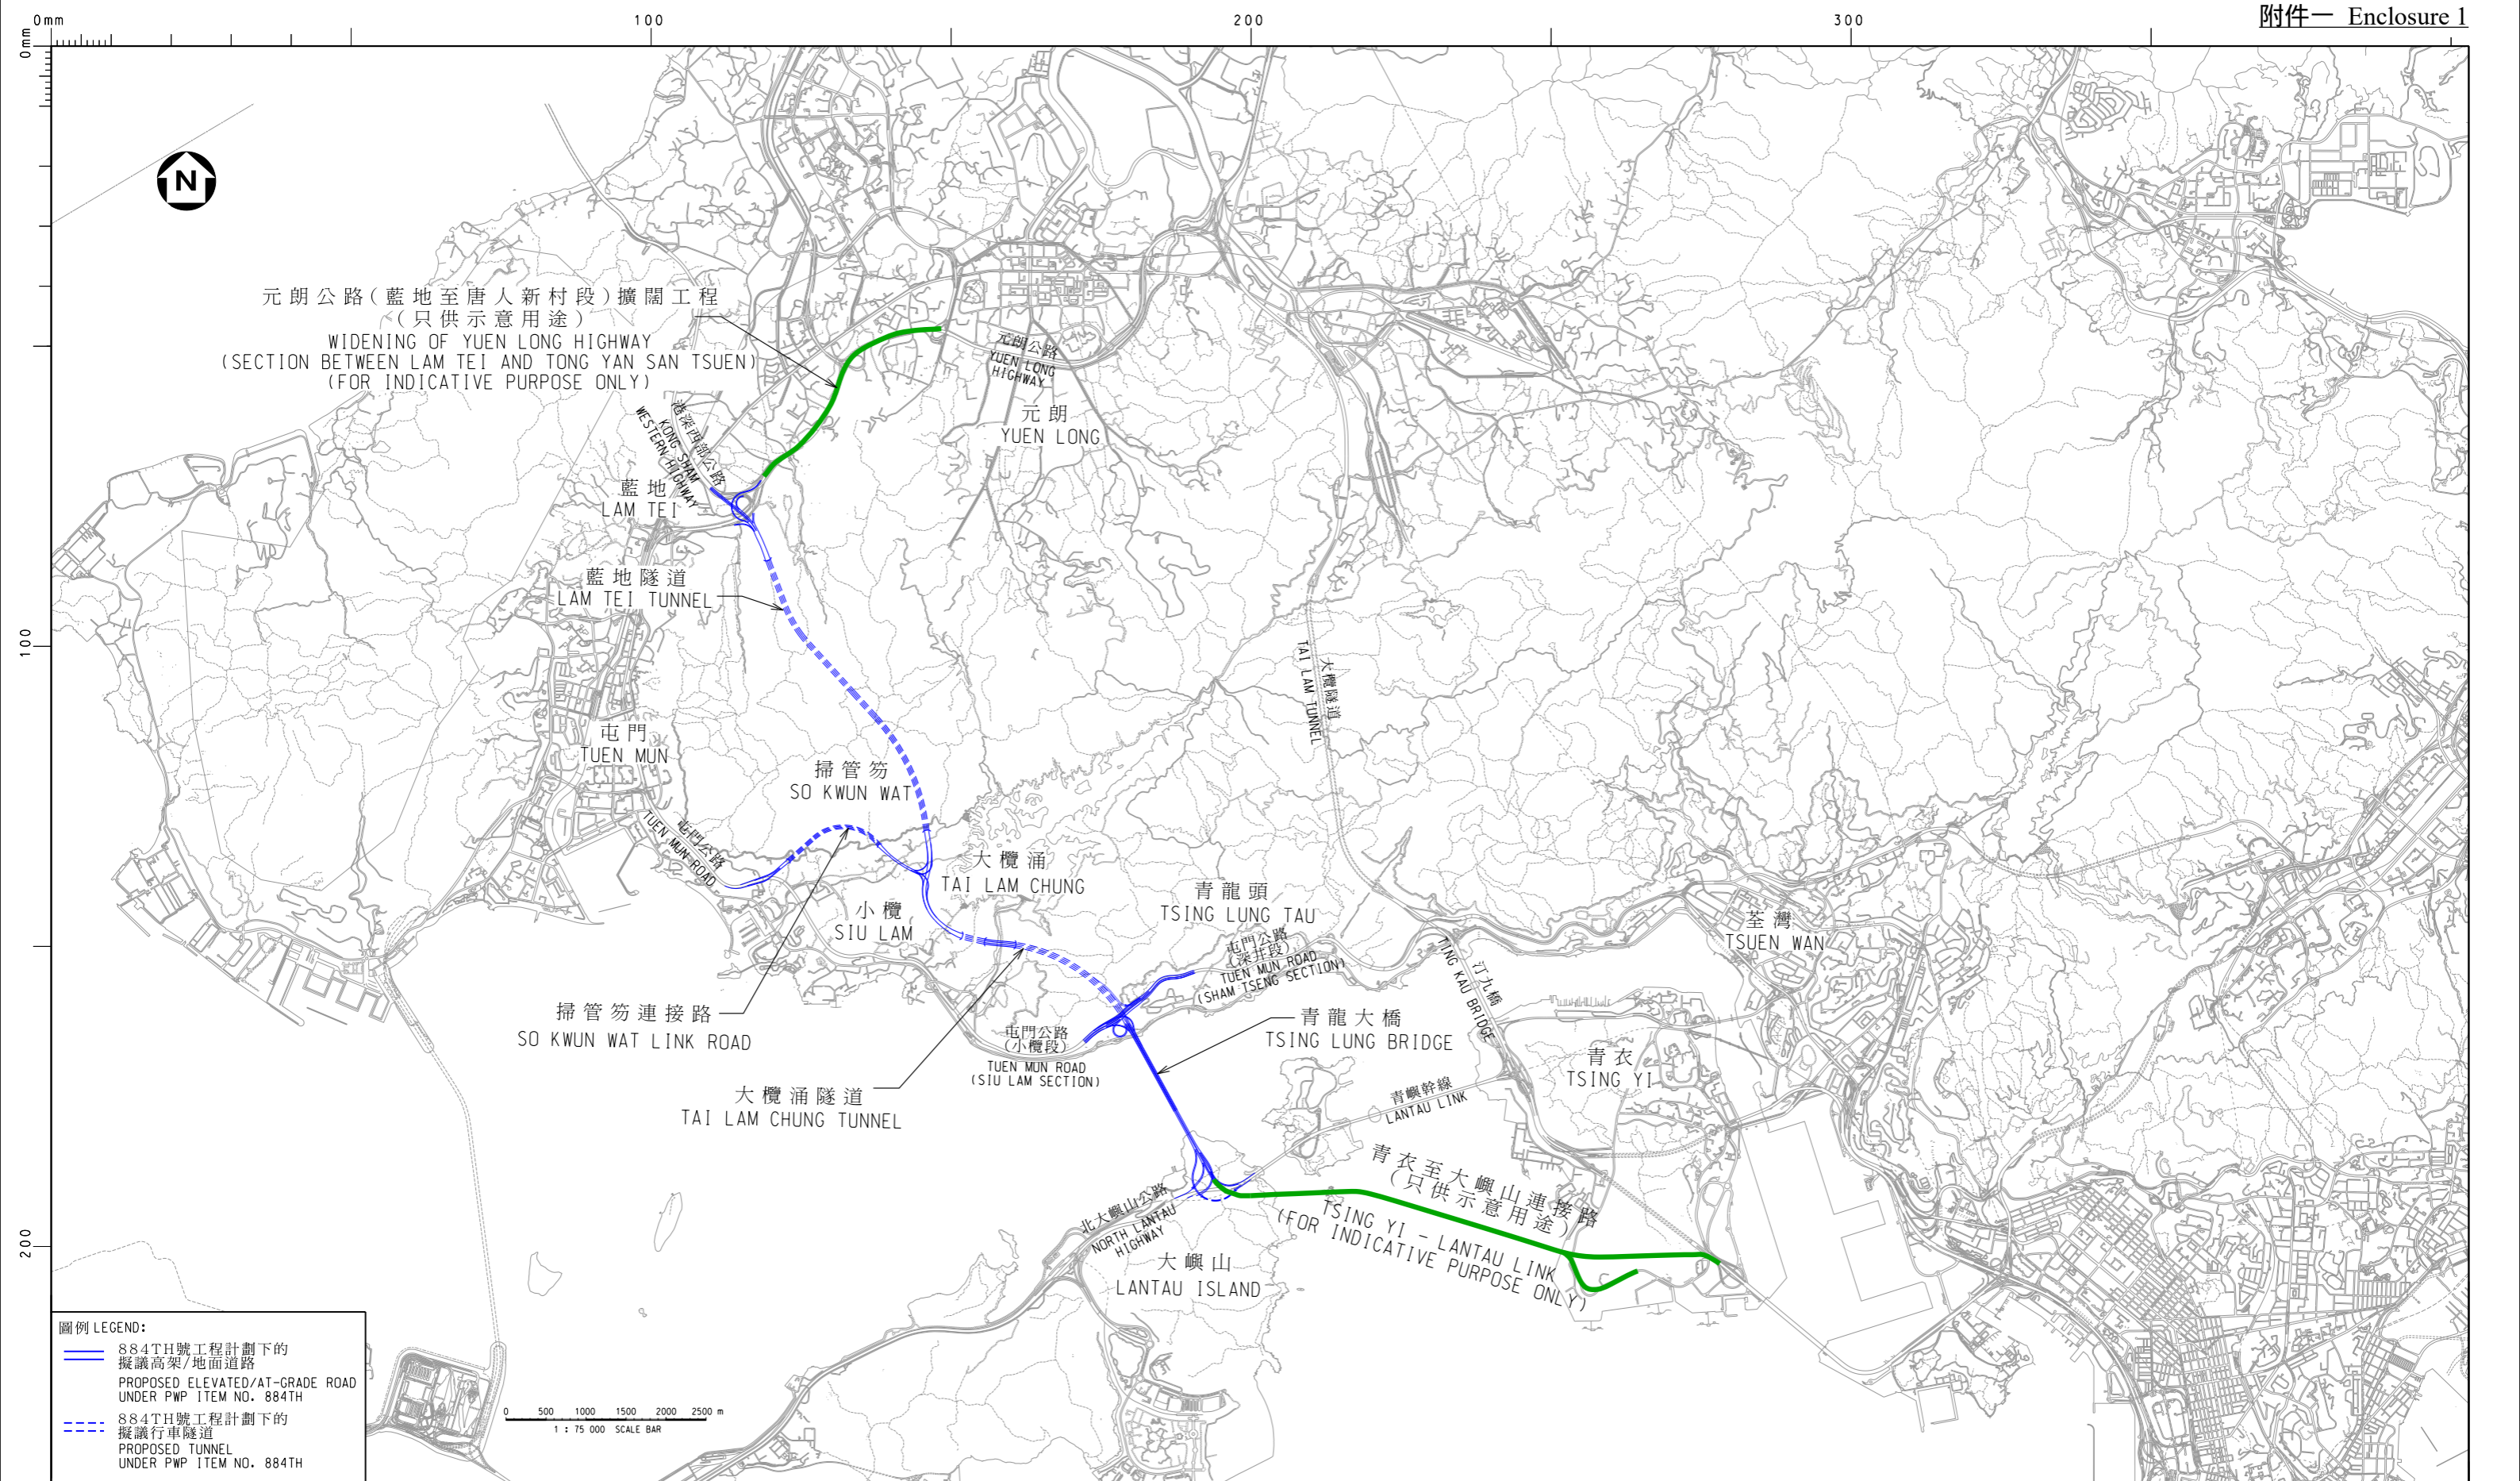 附件一 Enclosure 1
0mm
100
200
300
0mm
100
200
N
元朗公路(藍地至唐人新村段)擴闊工程
(只供示意用途)
WIDENING OF YUEN LONG HIGHWAY
(SECTION BETWEEN LAM TEI AND TONG YAN SAN TSUEN)
(FOR INDICATIVE PURPOSE ONLY)
元朗公路
YUEN LONG
HIGHWAY
元朗
YUEN LONG
港深西部公路
KONG SHAM
WESTERN HIGHWAY
藍地
LAM TEI
藍地隧道
LAM TEI TUNNEL
大欖隧道
TAI LAM TUNNEL
屯門
TUEN MUN
掃管笏
SO KWUN WAT
屯門公路
TUEN MUN ROAD
大欖涌
TAI LAM CHUNG
小欖
SIU LAM
青龍頭
TSING LUNG TAU
屯門公路
(深井段)
TUEN MUN ROAD
(SHAM TSENG SECTION)
荃灣
TSUEN WAN
汀九橋
TING KAU BRIDGE
掃管笏連接路
SO KWUN WAT LINK ROAD
屯門公路
(小欖段)
TUEN MUN ROAD
(SIU LAM SECTION)
青龍大橋
TSING LUNG BRIDGE
青衣
TSING YI
大欖涌隧道
TAI LAM CHUNG TUNNEL
青嶼幹線
LANTAU LINK
青衣至大嶼山連接路
(只供示意用途)
TSING YI - LANTAU LINK
(FOR INDICATIVE PURPOSE ONLY)
北大嶼山公路
NORTH LANTAU
HIGHWAY
大嶼山
LANTAU ISLAND
圖例 LEGEND:
884TH號工程計劃下的
擬議高架/地面道路
PROPOSED ELEVATED/AT-GRADE ROAD
UNDER PWP ITEM NO. 884TH
884TH號工程計劃下的
擬議行車隧道
PROPOSED TUNNEL
UNDER PWP ITEM NO. 884TH
0 500 1000 1500 2000 2500 m
1 : 75 000 SCALE BAR